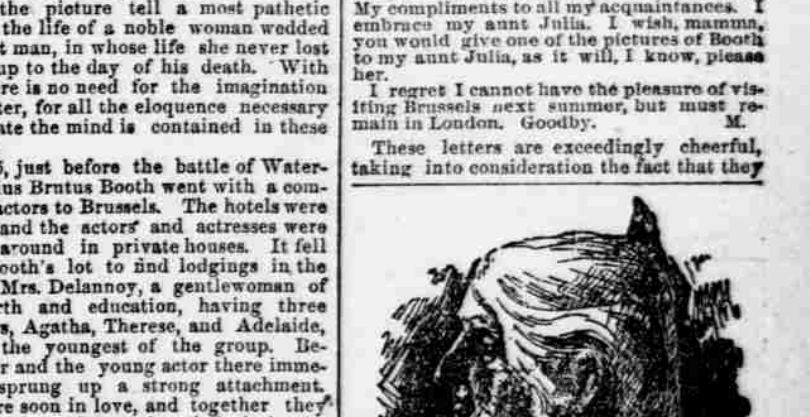 the picture tell a most pathetic
the life of a noble woman wedded
t man, in whose life she never lost
up to the day of his death. With
re is no need for the imagination
ter, for all the eloquence necessary
ate the mind is contained in these
5, just before the battle of Water-
ius Brutus Booth went with a com-
actors to Brussels. The hotels were
and the actors and actresses were
around in private houses. It fell
ooth's lot to find lodgings in the
Mrs. Delannoy, a gentlewoman of
rth and education, having three
s, Agatha, Therese, and Adelaide,
the youngest of the group. Be-
r and the young actor there imme-
sprung up a strong attachment.
re soon in love, and together they
My compliments to all my acquaintances. I
embrace my aunt Julia. I wish, mamma,
you would give one of the pictures of Booth
to my aunt Julia, as it will, I know, please
her.
I regret I cannot have the pleasure of vis-
iting Brussels next summer, but must re-
main in London. Goodby. M.
These letters are exceedingly cheerful,
taking into consideration the fact that they